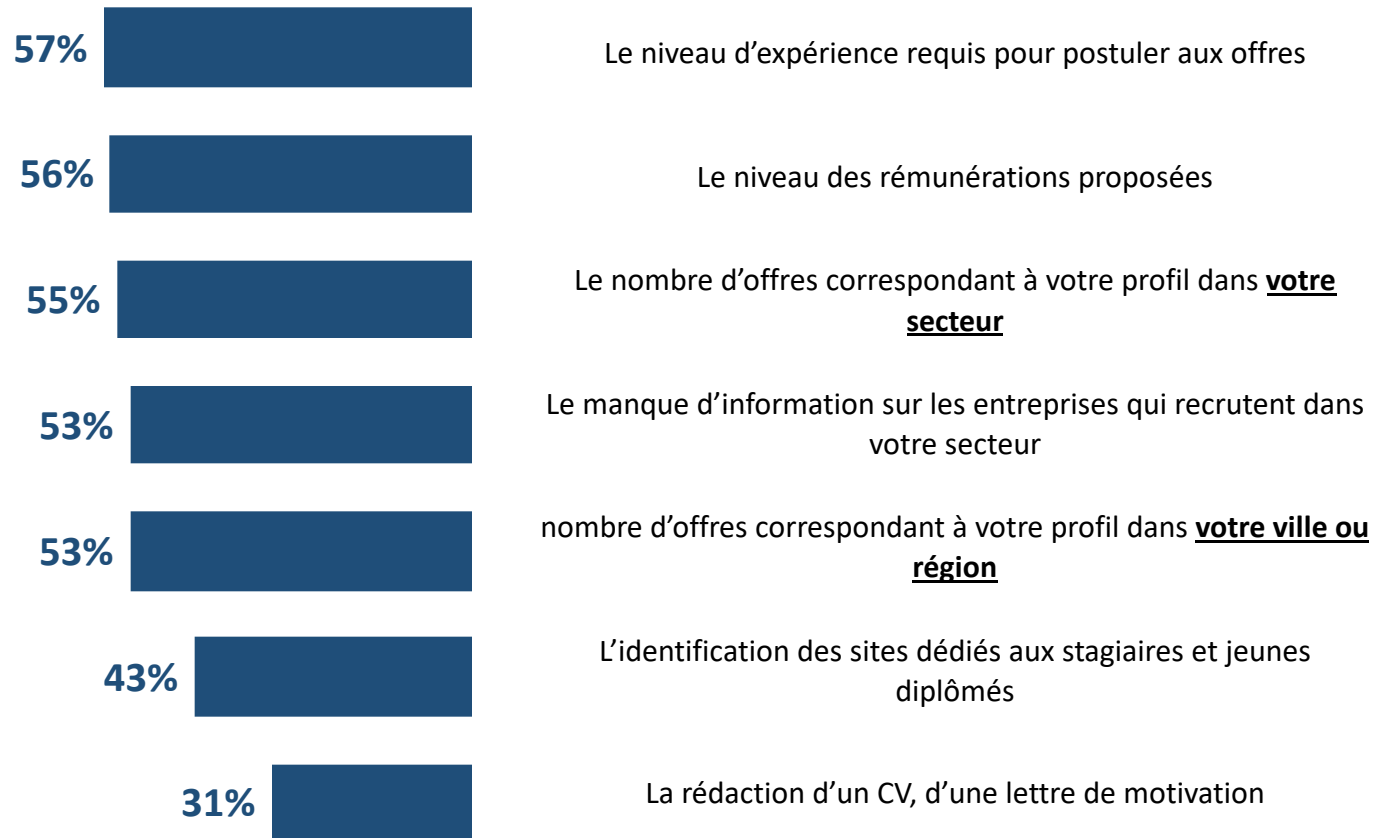 57%
Le niveau d’expérience requis pour postuler aux offres
56%
Le niveau des rémunérations proposées
55%
Le nombre d’offres correspondant à votre profil dans votre
secteur
53%
Le manque d’information sur les entreprises qui recrutent dans
votre secteur
53%
nombre d’offres correspondant à votre profil dans votre ville ou
région
43%
L’identification des sites dédiés aux stagiaires et jeunes
diplômés
31%
La rédaction d’un CV, d’une lettre de motivation